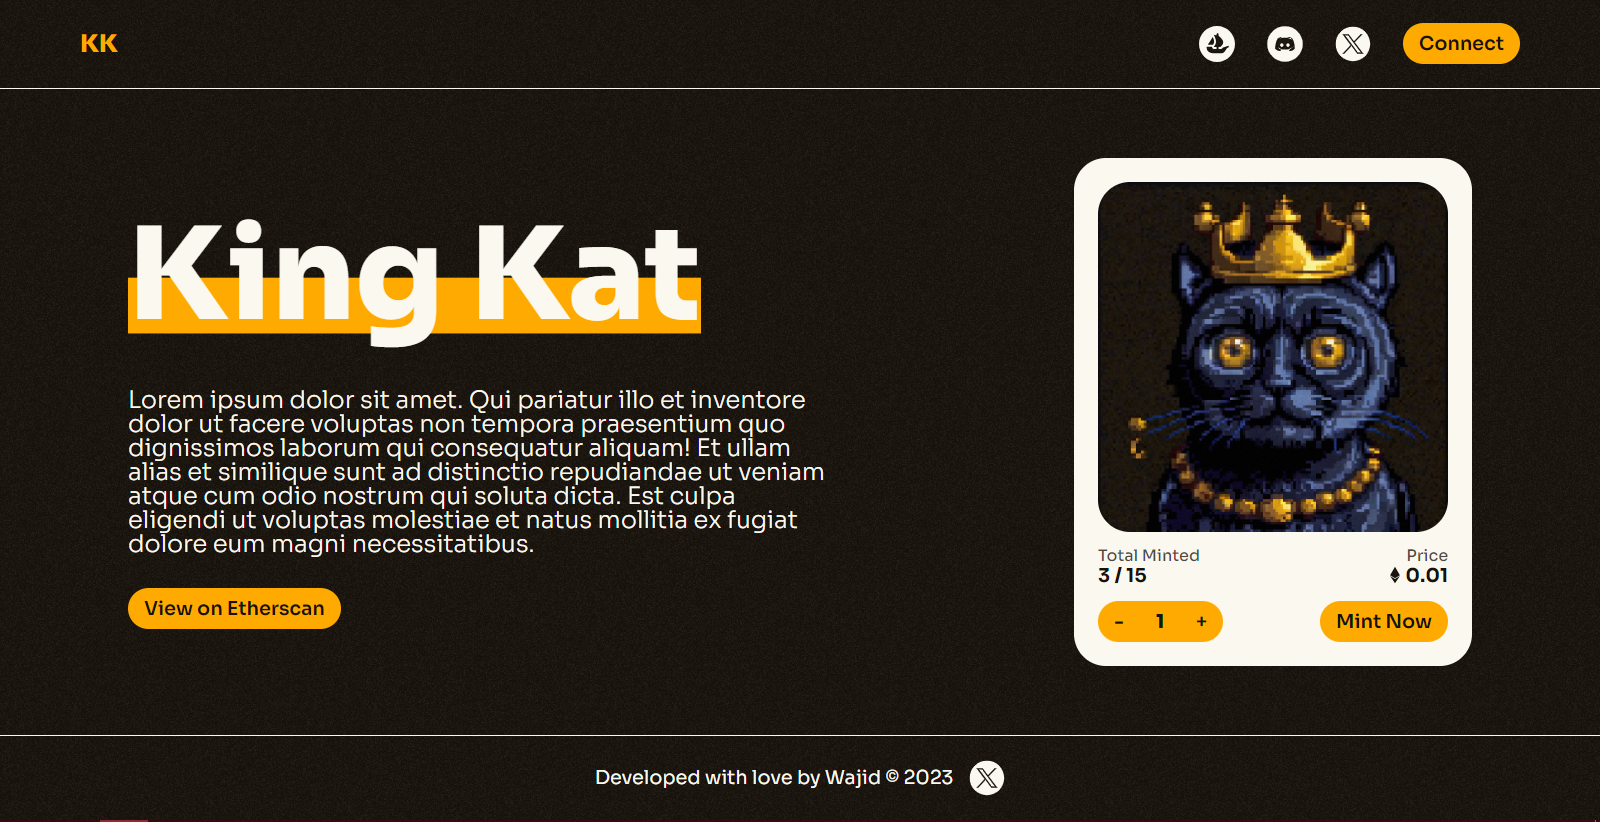 KK
Connect
King Kat
Lorem ipsum dolor sit amet. Qui pariatur illo et inventore
dolor ut facere voluptas non tempora praesentium quo
dignissimos laborum qui consequatur aliquam! Et ullam
alias et similique sunt ad distinctio repudiandae ut veniam
atque cum odio nostrum qui soluta dicta. Est culpa
eligendi ut voluptas molestiae et natus mollitia ex fugiat
dolore eum magni necessitatibus.
View on Etherscan
Total Minted
3 / 15
Price
0.01
- 1 +
Mint Now
Developed with love by Wajid © 2023